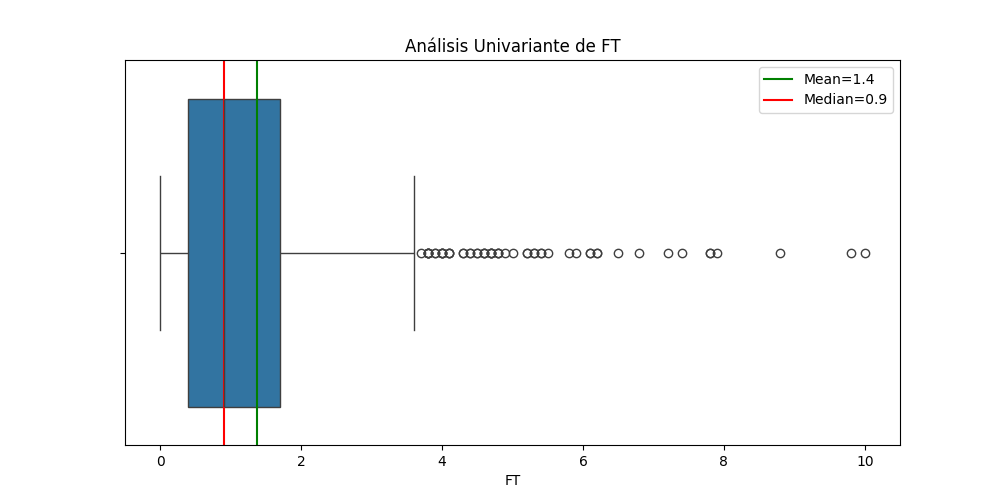 Análisis Univariante de FT
Mean=1.4
Median=0.9
0 2 4 6 8 10
FT